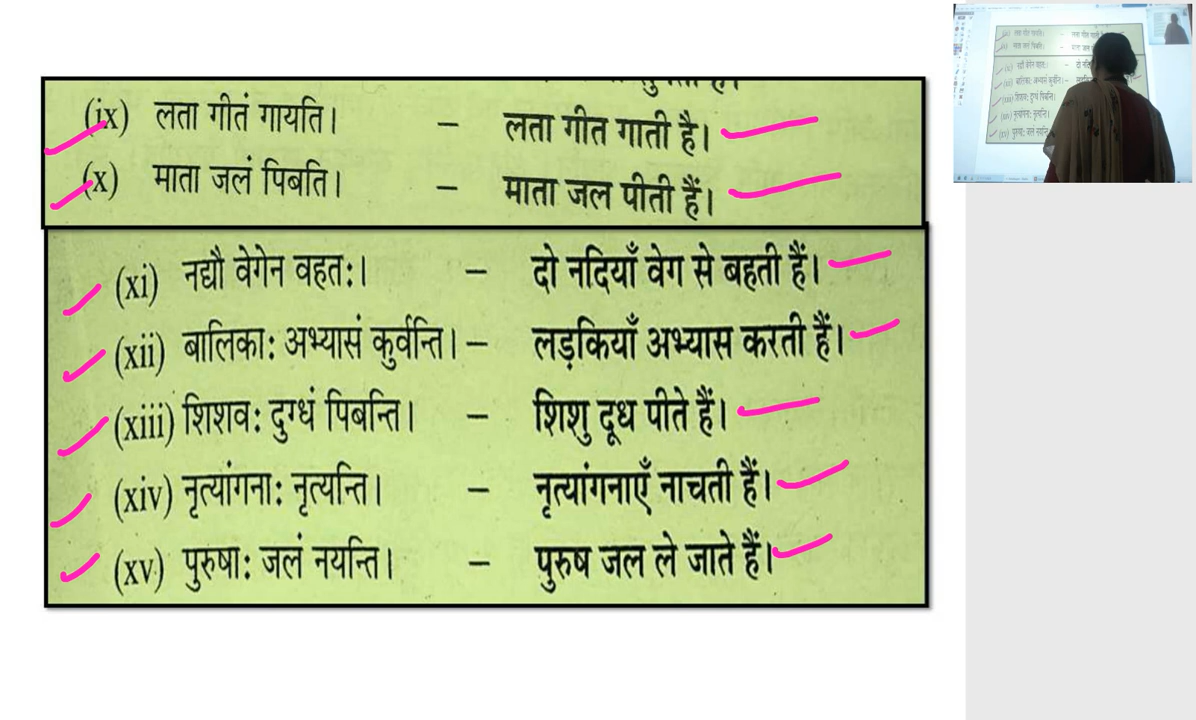 (ix) लता गीतं गायति। – लता गीत गाती है।
(x) माता जलं पिबति। – माता जल पीती हैं।
(xi) नद्यौ वेगेन वहतः। – दो नदियाँ वेग से बहती हैं।
(xii) बालिकाः अभ्यासं कुर्वन्ति। – लड़कियाँ अभ्यास करती हैं।
(xiii) शिशवः दुग्धं पिबन्ति। – शिशु दूध पीते हैं।
(xiv) नृत्यांगनाः नृत्यन्ति। – नृत्यांगनाएँ नाचती हैं।
(xv) पुरुषाः जलं नयन्ति। – पुरुष जल ले जाते हैं।